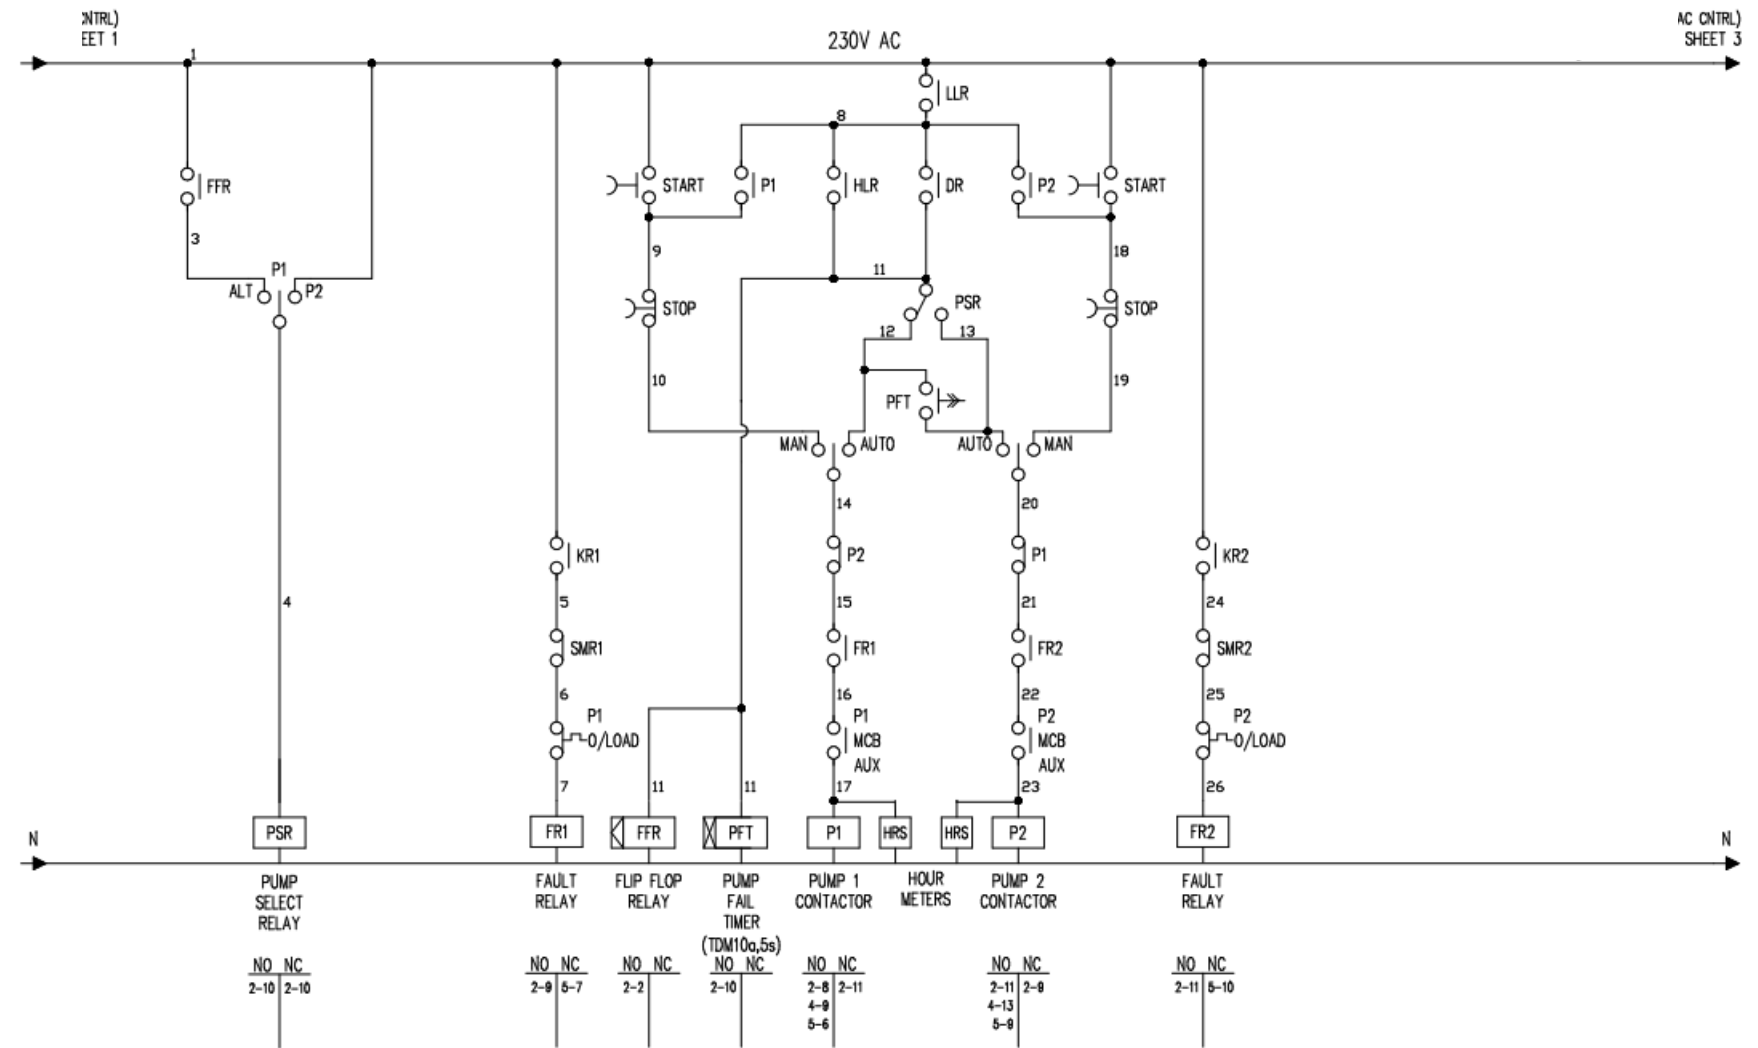 CNTRL)
EET 1
230V AC
AC CNTRL)
SHEET 3
1
LLR
8
FFR
START
P1
HLR
DR
P2
START
3
9
18
P1
11
ALT
P2
STOP
PSR
STOP
12
13
10
19
PFT
MAN
AUTO
AUTO
MAN
14
20
KR1
P2
P1
KR2
4
5
15
21
24
SMR1
FR1
FR2
SMR2
6
16
22
25
P1
O/LOAD
P1
MCB
AUX
P2
MCB
AUX
P2
O/LOAD
7
11
11
17
23
26
N
PSR
FR1
FFR
PFT
P1
HRS
HRS
P2
FR2
N
PUMP
SELECT
RELAY
FAULT
RELAY
FLIP FLOP
RELAY
PUMP
FAIL
TIMER
(TDM10a,5s)
PUMP 1
CONTACTOR
HOUR
METERS
PUMP 2
CONTACTOR
FAULT
RELAY
NO NC
2-10 2-10
NO NC
2-9 5-7
NO NC
2-2
NO NC
2-10
NO NC
2-8 2-11
4-9
5-6
NO NC
2-11 2-9
4-13
5-9
NO NC
2-11 5-10